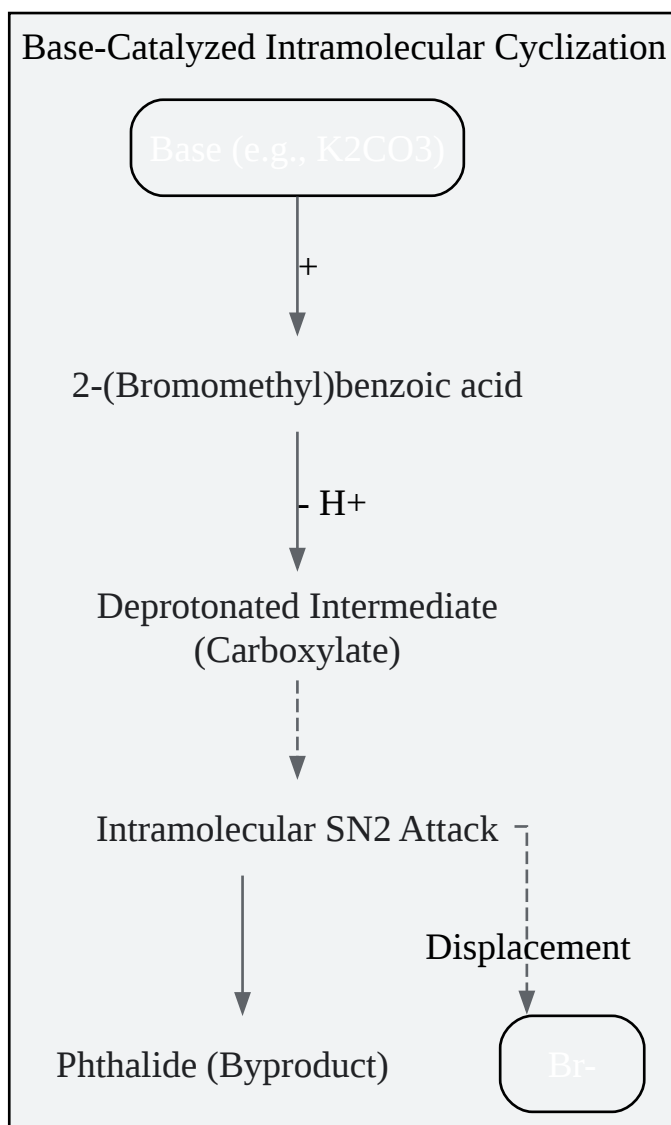 Base-Catalyzed Intramolecular Cyclization
Base (e.g., K2CO3)
+
2-(Bromomethyl)benzoic acid
- H+
Deprotonated Intermediate
(Carboxylate)
Intramolecular SN2 Attack
Displacement
Phthalide (Byproduct)
Br-